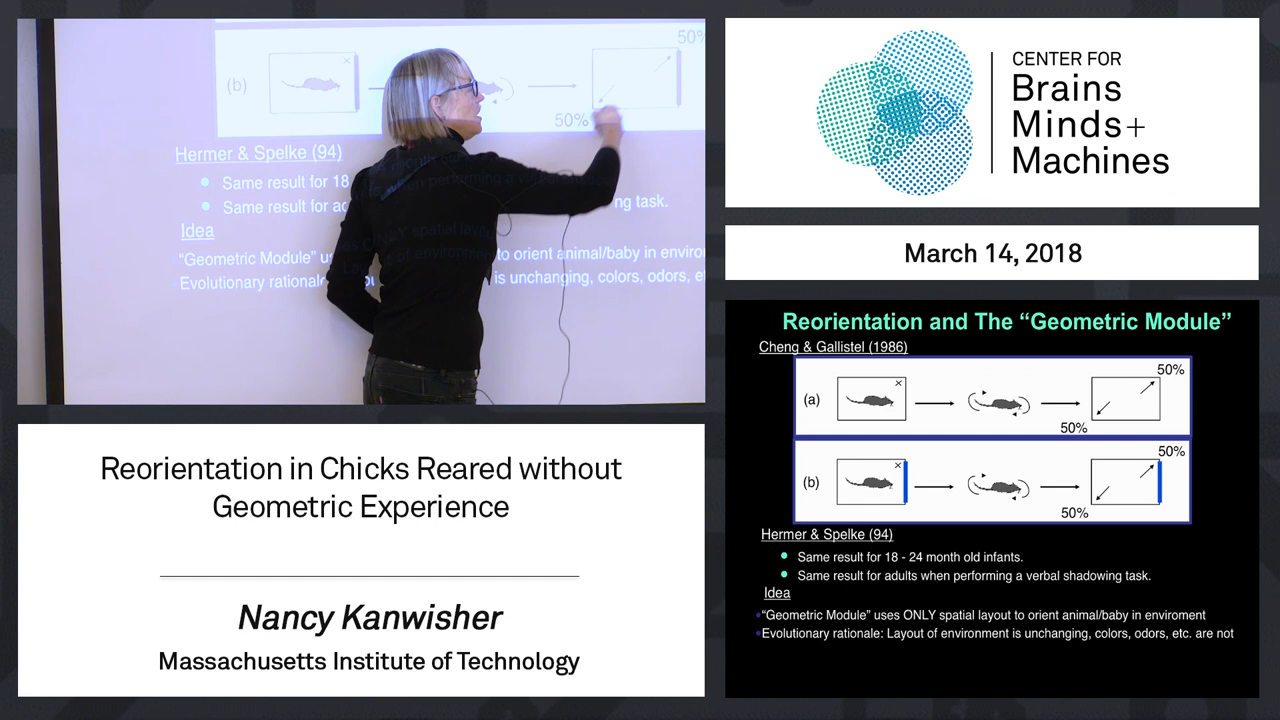 50%
(b)
50%
Hermer & Spelke (94)
Same result for 18
Same result for ad
ng task.
Idea
"Geometric Module" us
to orient animal/baby in enviror
Evolutionary rationale
is unchanging, colors, odors, et
CENTER FOR
Brains
Minds+
Machines
March 14, 2018
Reorientation in Chicks Reared without
Geometric Experience
Nancy Kanwisher
Massachusetts Institute of Technology
Reorientation and The “Geometric Module”
Cheng & Gallistel (1986)
50%
(a)
×
50%
50%
(b)
×
50%
Hermer & Spelke (94)
Same result for 18 - 24 month old infants.
Same result for adults when performing a verbal shadowing task.
Idea
“Geometric Module” uses ONLY spatial layout to orient animal/baby in enviroment
Evolutionary rationale: Layout of environment is unchanging, colors, odors, etc. are not